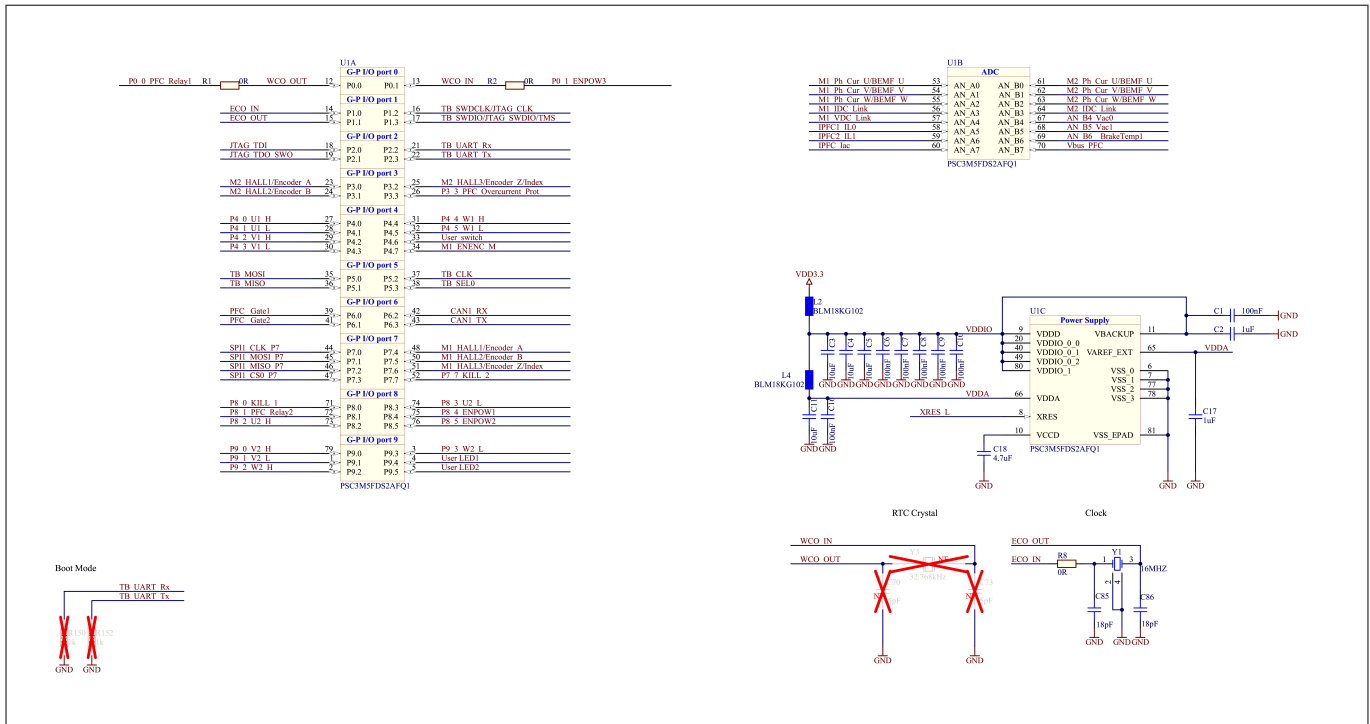 U1A
G-P I/O port 0
P0_0_PFC_Relay1 R1 0R WCO_OUT 12 P0.0 P0.1 13 WCO_IN R2 0R P0_1_ENPOW3
G-P I/O port 1
ECO_IN 14 P1.0 P1.2 16 TB_SWDCLK/JTAG_CLK
ECO_OUT 15 P1.1 P1.3 17 TB_SWDIO/JTAG_SWDIO/TMS
G-P I/O port 2
JTAG_TDI 18 P2.0 P2.2 21 TB_UART_Rx
JTAG_TDO_SWO 19 P2.1 P2.3 22 TB_UART_Tx
G-P I/O port 3
M2_HALL1/Encoder_A 23 P3.0 P3.2 25 M2_HALL3/Encoder_Z/Index
M2_HALL2/Encoder_B 24 P3.1 P3.3 26 P3_3_PFC_Overcurrent_Prot
G-P I/O port 4
P4_0_U1_H 27 P4.0 P4.4 31 P4_4_W1_H
P4_1_U1_L 28 P4.1 P4.5 32 P4_5_W1_L
P4_2_V1_H 29 P4.2 P4.6 33 User_switch
P4_3_V1_L 30 P4.3 P4.7 34 M1_ENENC_M
G-P I/O port 5
TB_MOSI 35 P5.0 P5.2 37 TB_CLK
TB_MISO 36 P5.1 P5.3 38 TB_SEL0
G-P I/O port 6
PFC_Gate1 39 P6.0 P6.2 42 CAN1_RX
PFC_Gate2 41 P6.1 P6.3 43 CAN1_TX
G-P I/O port 7
SPI1_CLK_P7 44 P7.0 P7.4 48 M1_HALL1/Encoder_A
SPI1_MOSI_P7 45 P7.1 P7.5 50 M1_HALL2/Encoder_B
SPI1_MISO_P7 46 P7.2 P7.6 51 M1_HALL3/Encoder_Z/Index
SPI1_CS0_P7 47 P7.3 P7.7 52 P7_7_KILL_2
G-P I/O port 8
P8_0_KILL_1 71 P8.0 P8.3 74 P8_3_U2_L
P8_1_PFC_Relay2 72 P8.1 P8.4 75 P8_4_ENPOW1
P8_2_U2_H 73 P8.2 P8.5 76 P8_5_ENPOW2
G-P I/O port 9
P9_0_V2_H 79 P9.0 P9.3 3 P9_3_W2_L
P9_1_V2_L 1 P9.1 P9.4 4 User LED1
P9_2_W2_H 2 P9.2 P9.5 5 User LED2
PSC3M5FDS2AFQ1
U1B
ADC
M1_Ph_Cur_U/BEMF_U 53 AN_A0 AN_B0 61 M2_Ph_Cur_U/BEMF_U
M1_Ph_Cur_V/BEMF_V 54 AN_A1 AN_B1 62 M2_Ph_Cur_V/BEMF_V
M1_Ph_Cur_W/BEMF_W 55 AN_A2 AN_B2 63 M2_Ph_Cur_W/BEMF_W
M1_IDC_Link 56 AN_A3 AN_B3 64 M2_IDC_Link
M1_VDC_Link 57 AN_A4 AN_B4 67 AN_B4_Vac0
IPFC1_IL0 58 AN_A5 AN_B5 68 AN_B5_Vac1
IPFC2_IL1 59 AN_A6 AN_B6 69 AN_B6_BrakeTemp1
IPFC_Iac 60 AN_A7 AN_B7 70 Vbus_PFC
PSC3M5FDS2AFQ1
VDD3.3
L2
BLM18KG102
VDDIO
C3 10uF GND
C4 10uF GND
C5 10uF GND
C6 100nF GND
C7 100nF GND
C8 100nF GND
C9 100nF GND
100nF GND
L4
BLM18KG102
VDDA
10uF GND
100nF GND
U1C
Power Supply
9 VDDD VBACKUP 11
20 VDDIO_0_0 VAREF_EXT 65 VDDA
40 VDDIO_0_1
49 VDDIO_0_2 VSS_0 6
80 VDDIO_1 VSS_1 7
VSS_2 77
66 VDDA VSS_3 78
XRES_L 8 XRES
10 VCCD VSS_EPAD 81
PSC3M5FDS2AFQ1
C1 100nF GND
C2 1uF GND
C17
1uF
C18
4.7uF
GND
GND GND
RTC Crystal
WCO_IN
WCO_OUT
Y3
32.768kHz
GND GND
Clock
ECO_OUT
ECO_IN R8 0R
1 Y1 3
16MHZ
2 4
C85 18pF
C86 18pF
GND GND GND
Boot Mode
TB_UART_Rx
TB_UART_Tx
R150 R152
GND GND